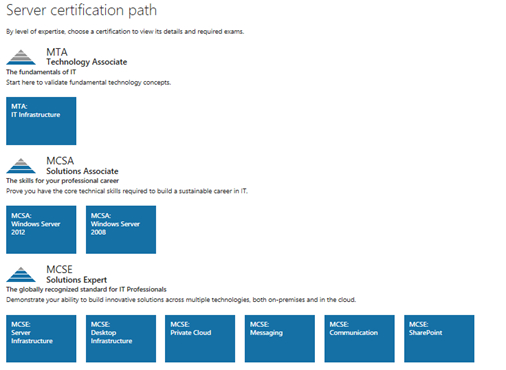 Server certification path
By level of expertise, choose a certification to view its details and required exams.
MTA
Technology Associate
The fundamentals of IT
Start here to validate fundamental technology concepts.
MTA:
IT Infrastructure
MCSA
Solutions Associate
The skills for your professional career
Prove you have the core technical skills required to build a sustainable career in IT.
MCSA:
Windows Server
2012
MCSA:
Windows Server
2008
MCSE
Solutions Expert
The globally recognized standard for IT Professionals
Demonstrate your ability to build innovative solutions across multiple technologies, both on-premises and in the cloud.
MCSE:
Server
Infrastructure
MCSE:
Desktop
Infrastructure
MCSE:
Private Cloud
MCSE:
Messaging
MCSE:
Communication
MCSE:
SharePoint